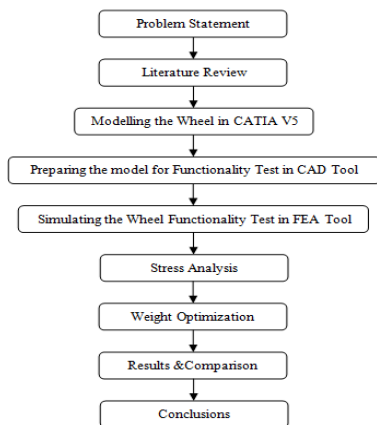 Problem Statement
Literature Review
Modelling the Wheel in CATIA V5
Preparing the model for Functionality Test in CAD Tool
Simulating the Wheel Functionality Test in FEA Tool
Stress Analysis
Weight Optimization
Results &Comparison
Conclusions